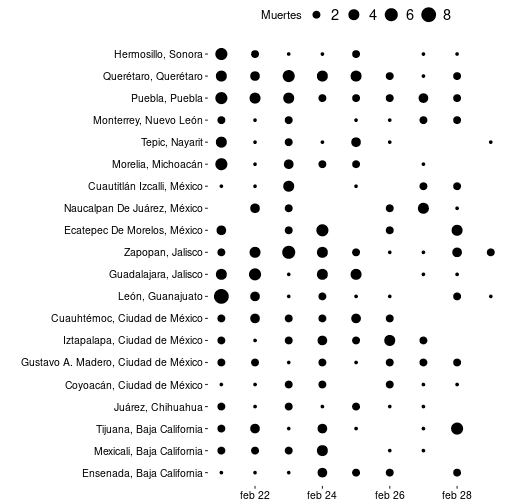 Muertes 2 4 6 8
Hermosillo, Sonora
Querétaro, Querétaro
Puebla, Puebla
Monterrey, Nuevo León
Tepic, Nayarit
Morelia, Michoacán
Cuautitlán Izcalli, México
Naucalpan De Juárez, México
Ecatepec De Morelos, México
Zapopan, Jalisco
Guadalajara, Jalisco
León, Guanajuato
Cuauhtémoc, Ciudad de México
Iztapalapa, Ciudad de México
Gustavo A. Madero, Ciudad de México
Coyoacán, Ciudad de México
Juárez, Chihuahua
Tijuana, Baja California
Mexicali, Baja California
Ensenada, Baja California
feb 22 feb 24 feb 26 feb 28